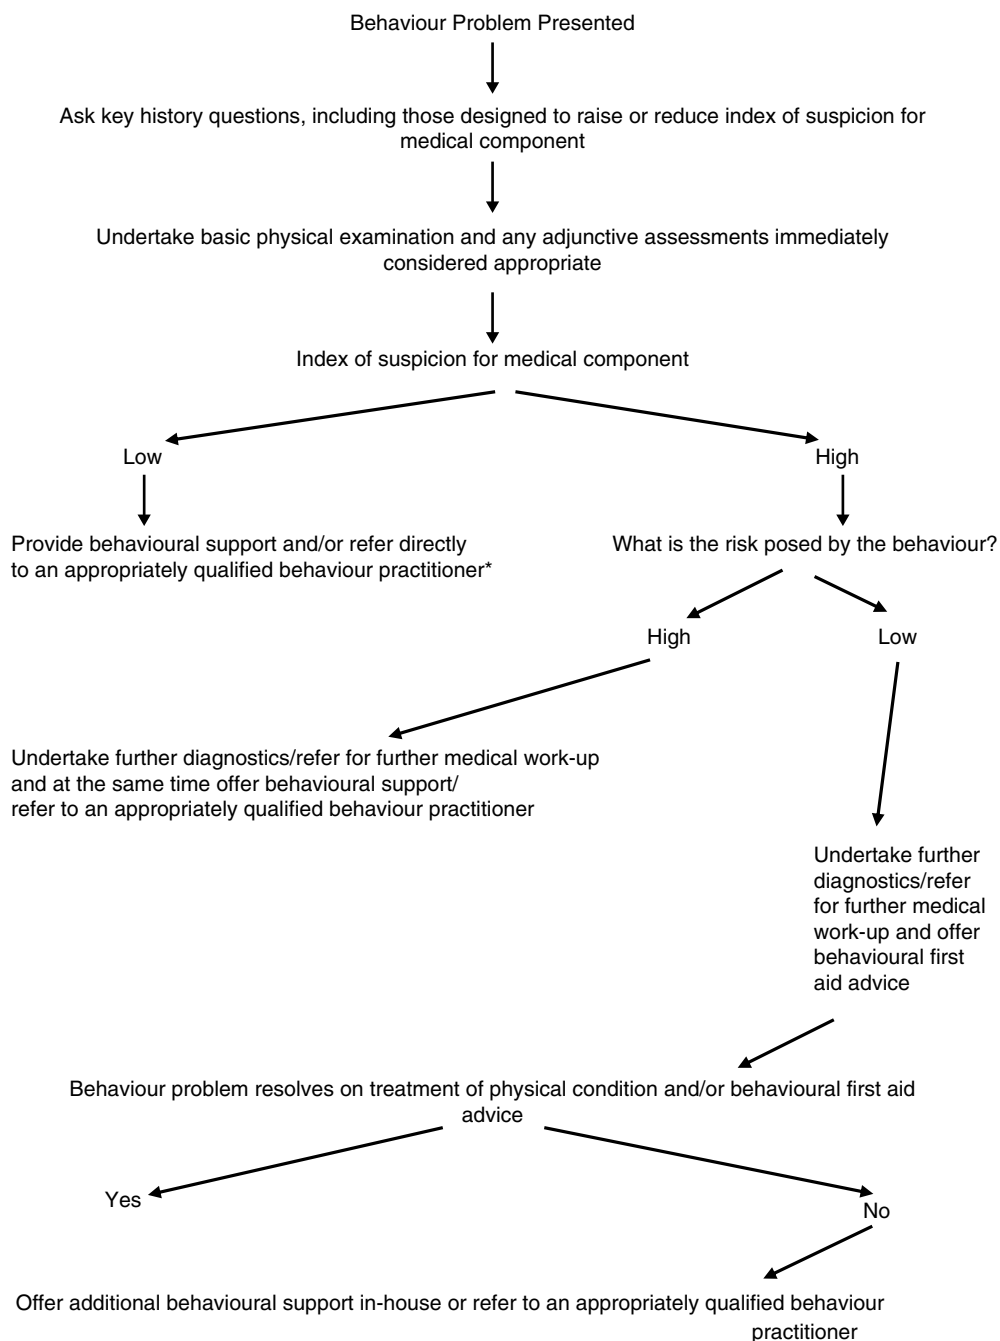 Behaviour Problem Presented
Ask key history questions, including those designed to raise or reduce index of suspicion for
medical component
Undertake basic physical examination and any adjunctive assessments immediately
considered appropriate
Index of suspicion for medical component
Low
High
Provide behavioural support and/or refer directly
to an appropriately qualified behaviour practitioner*
What is the risk posed by the behaviour?
High
Low
Undertake further diagnostics/refer for further medical work-up
and at the same time offer behavioural support/
refer to an appropriately qualified behaviour practitioner
Undertake further
diagnostics/refer
for further medical
work-up and offer
behavioural first
aid advice
Behaviour problem resolves on treatment of physical condition and/or behavioural first aid
advice
Yes
No
Offer additional behavioural support in-house or refer to an appropriately qualified behaviour
practitioner